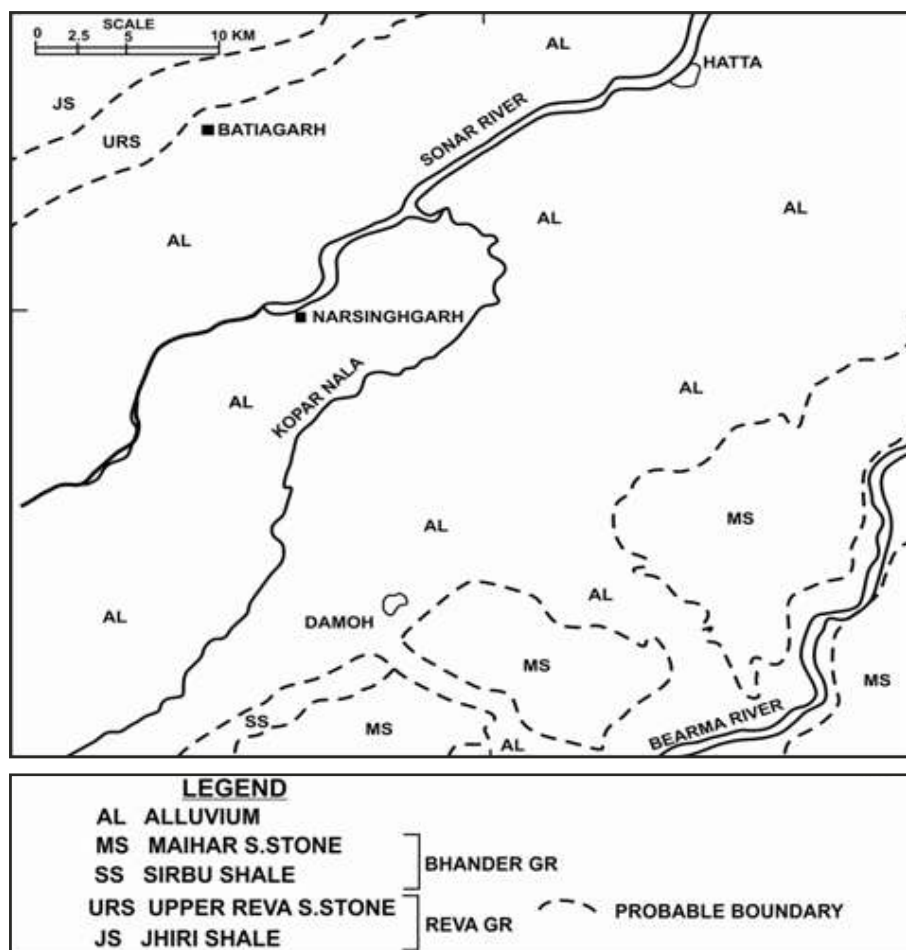 SCALE
0 2.5 5 10 KM
AL
HATTA
JS
BATIAGARH
URS
SONAR RIVER
AL
AL
AL
NARSINGHGARH
KOPAR NALA
AL
AL
AL
MS
AL
AL
DAMOH
MS
MS
SS
MS
AL
BEARMA RIVER
LEGEND
AL ALLUVIUM
MS MAIHAR S.STONE
SS SIRBU SHALE
BHANDER GR
URS UPPER REVA S.STONE
JS JHIRI SHALE
REVA GR
PROBABLE BOUNDARY